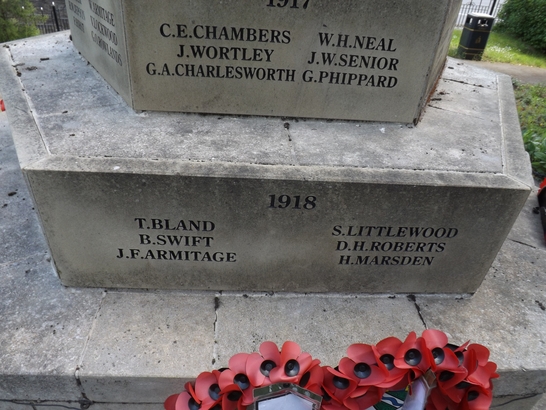 1917
C.E.CHAMBERS W.H.NEAL
J.WORTLEY J.W.SENIOR
G.A.CHARLESWORTH G.PHIPPARD
1918
T.BLAND
B.SWIFT
J.F.ARMITAGE
S.LITTLEWOOD
D.H.ROBERTS
H.MARSDEN